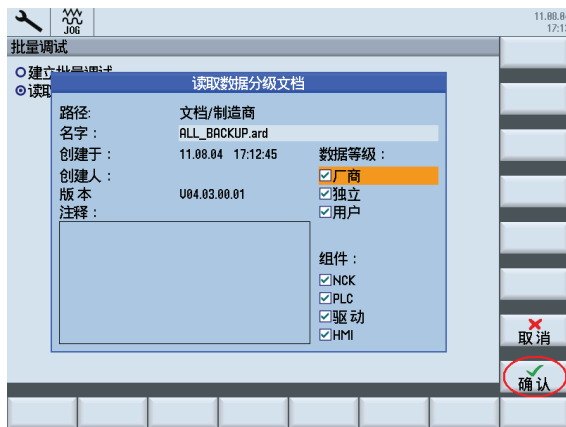 JOG
11.08.0
17:1
批量调试
建立批量调试
读取
读取数据分级文档
路径:
文档/制造商
名字：
ALL_BACKUP.ard
创建于：
11.08.04 17:12:45
数据等级：
创建人：
厂商
版本
V04.03.00.01
独立
注释：
用户
组件：
NCK
PLC
驱动
HMI
取消
确认